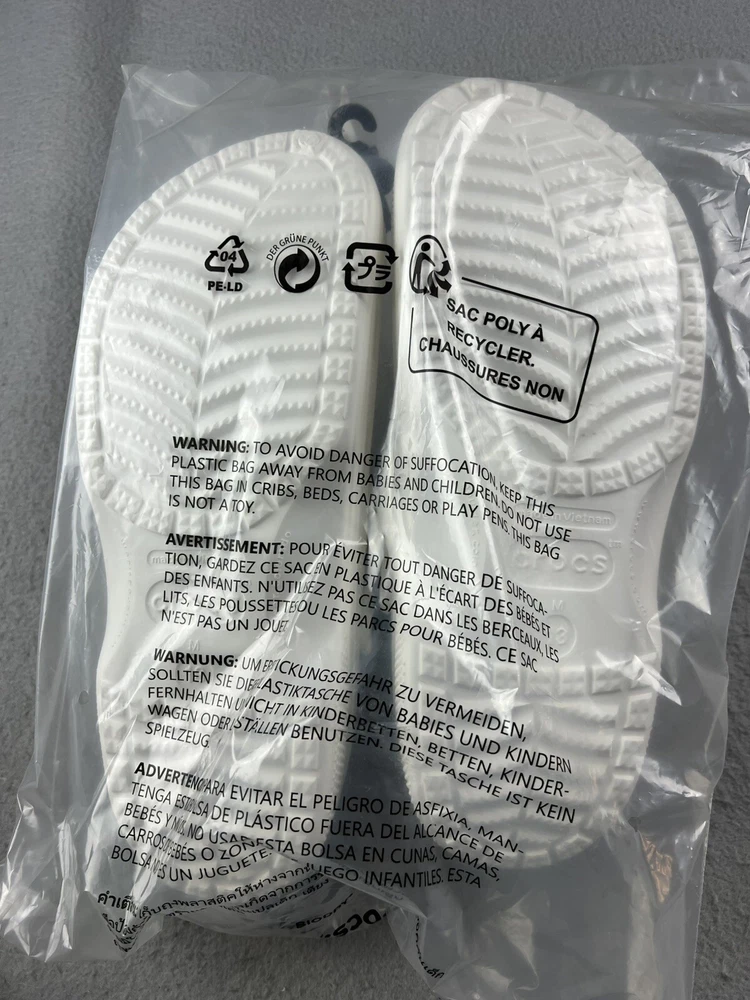 04
PE-LD
DER GRÜNE PUNKT
SAC POLY À
RECYCLER.
CHAUSSURES NON
WARNING: TO AVOID DANGER OF SUFFOCATION, KEEP THIS
PLASTIC BAG AWAY FROM BABIES AND CHILDREN. DO NOT USE
THIS BAG IN CRIBS, BEDS, CARRIAGES OR PLAY PENS. THIS BAG
IS NOT A TOY.
Vietnam
crocs
AVERTISSEMENT: POUR ÉVITER TOUT DANGER DE SUFFOCA-
TION, GARDEZ CE SAC EN PLASTIQUE À L'ÉCART DES BÉBÉS ET
DES ENFANTS. N'UTILISEZ PAS CE SAC DANS LES BERCEAUX, LES
LITS, LES POUSSETTE OU LES PARCS POUR BÉBÉS. CE SAC
N'EST PAS UN JOUET
WARNUNG: UM ERSTICKUNGSGEFAHR ZU VERMEIDEN,
SOLLTEN SIE DIE PLASTIKTASCHE VON BABIES UND KINDERN
FERNHALTEN UND NICHT IN KINDERBETTEN, BETTEN, KINDER-
WAGEN ODER STÄLLEN BENUTZEN. DIESE TASCHE IST KEIN
SPIELZEUG
ADVERTENCIA PARA EVITAR EL PELIGRO DE ASFIXIA, MAN-
TENGA ESTA BOLSA DE PLÁSTICO FUERA DEL ALCANCE DE
BEBÉS Y NO USAR ESTA BOLSA EN CUNAS, CAMAS,
CARROS BEBÉS O ZONAS JUEGO INFANTILES. ESTA
BOLSA ES UN JUGUETE.